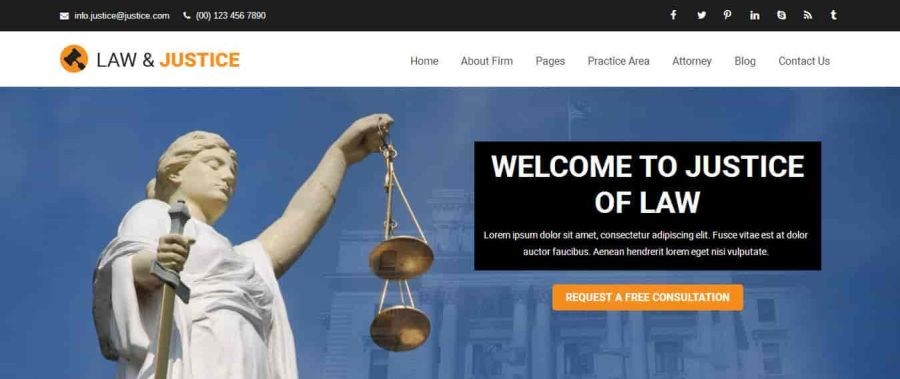 info.justice@justice.com (00) 123 456 7890
LAW & JUSTICE
Home About Firm Pages Practice Area Attorney Blog Contact Us
WELCOME TO JUSTICE
OF LAW
Lorem ipsum dolor sit amet, consectetur adipiscing elit. Fusce vitae est at dolor
auctor faucibus. Aenean hendrerit lorem eget nisi vulputate.
REQUEST A FREE CONSULTATION